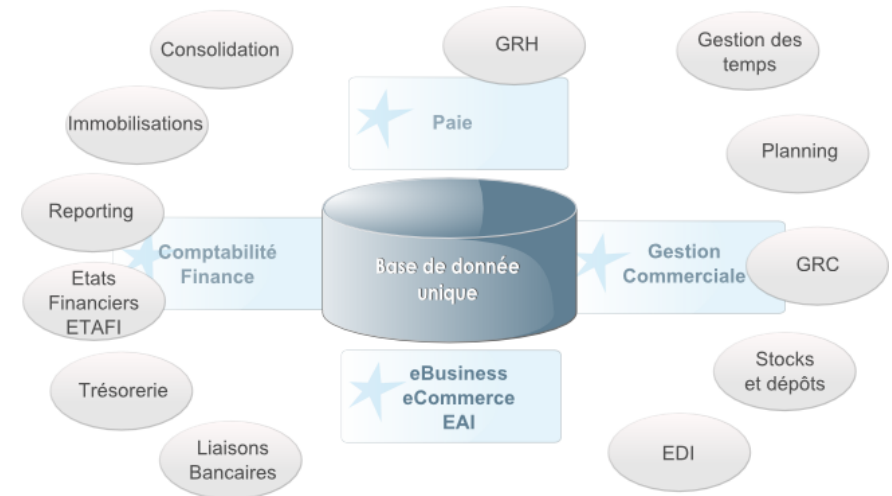 Consolidation
GRH
Gestion des
temps
Immobilisations
Paie
Planning
Reporting
Comptabilité
Finance
Base de donnée
unique
Gestion
Commerciale
GRC
Etats
Financiers
ETAFI
Trésorerie
eBusiness
eCommerce
EAI
Stocks
et dépôts
Liaisons
Bancaires
EDI